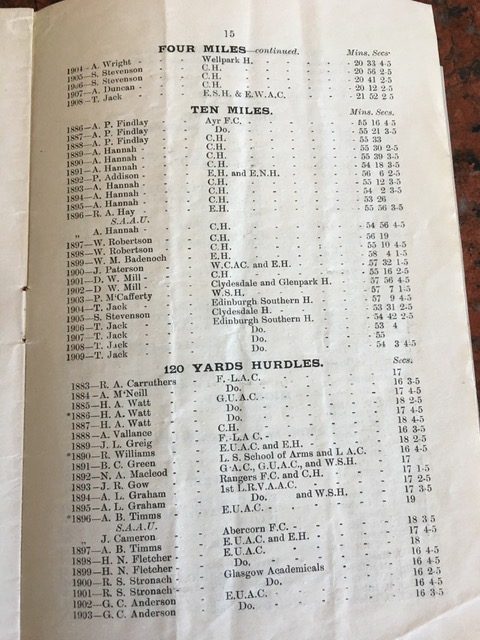 15
FOUR MILES—continued. Mins. Secs
1904—A. Wright - Wellpark H. 20 33 4-5
1905—S. Stevenson C.H. 20 56 2-5
1906—S. Stevenson C.H. 20 41 2-5
1907—A. Duncan C.H. 20 12 2-5
1908—T. Jack E.S.H. & E.W.A.C. 21 52 2-5
TEN MILES. Mins. Secs.
1886—A. P. Findlay Ayr F.C. 55 16 4-5
1887—A. P. Findlay Do. 55 21 3-5
1888—A. P. Findlay C.H. 55 33
1889—A. Hannah C.H. 55 30 2-5
1890—A. Hannah C.H. 55 39 3-5
1891—A. Hannah C.H. 54 18 3-5
1892—P. Addison E.H. and E.N.H. 56 6 2-5
1893—A. Hannah C.H. 55 12 3-5
1894—A. Hannah C.H. 54 2 3-5
1895—A. Hannah C.H. 53 26
1896—R. A. Hay E.H. 55 56 3-5
S.A.A.U.
„ A. Hannah C.H. 54 56 4-5
1897—W. Robertson C.H. 56 19
1898—W. Robertson C.H. 55 10 4-5
1899—W. M. Badenoch E.H. 58 4 1-5
1900—J. Paterson W.C.AC. and E.H. 57 32 1-5
1901—D. W. Mill C.H. 55 16 2-5
1902—D. W. Mill Clydesdale and Glenpark H. 57 56 4-5
1903—P. M'Cafferty W.S.H. 57 7 1-5
1904—T. Jack Edinburgh Southern H. 57 9 4-5
1905—S. Stevenson Clydesdale H. 53 31 2-5
1906—T. Jack Edinburgh Southern H. 54 42 2-5
1907—T. Jack Do. 53 4
1908—T. Jack Do. 55
1909—T. Jack Do. 54 3 4-5
120 YARDS HURDLES. Secs.
1883—R. A. Carruthers F.-L.A.C. 17
1884—A. M'Neill Do. 16 3-5
1885—H. A. Watt G.U.A.C. 17 4-5
*1886—H. A. Watt Do. 18 2-5
1887—H. A. Watt Do. 17 4-5
1888—A. Vallance C.H. 18 4-5
1889—J. L. Greig F.-L.A.C. 16 3-5
*1890—R. Williams E.U.A.C. and E.H. 18 2-5
1891—B. C. Green L. S. School of Arms and L A.C. 16 4-5
1892—N. A. Macleod G.A.C., G.U.A.C., and W.S.H. 17
1893—J. R. Gow Rangers F.C. and C.H. 17 1-5
1894—A. L. Graham 1st L.R.V.A.A.C. 17 2-5
1895—A. L. Graham Do. and W.S.H. 17 3-5
*1896—A. B. Timms E.U.A.C. 19
S.A.A.U.
„ J. Cameron Abercorn F.C. 18 3 5
1897—A. B. Timms E.U.A.C. and E.H. 17 4-5
1898—H. N. Fletcher E.U.A.C. 18
1899—H. N. Fletcher Do. 16 4-5
1900—R. S. Stronach Glasgow Academicals 16 4-5
1901—R. S. Stronach Do. 16 2-5
1902—G. C. Anderson E.U.A.C. 16 4-5
1903—G. C. Anderson Do. 16 3-5